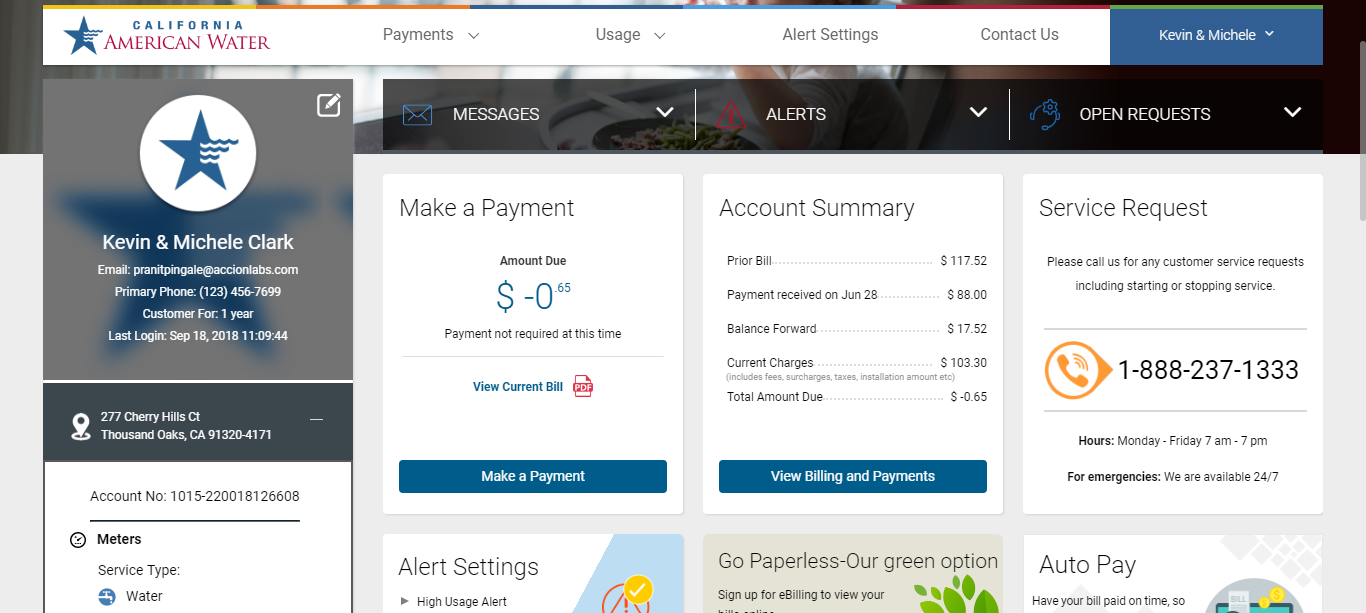 CALIFORNIA
AMERICAN WATER
Payments
Usage
Alert Settings
Contact Us
Kevin & Michele
MESSAGES
ALERTS
OPEN REQUESTS
Kevin & Michele Clark
Email: pranitpingale@accionlabs.com
Primary Phone: (123) 456-7699
Customer For: 1 year
Last Login: Sep 18, 2018 11:09:44
277 Cherry Hills Ct
Thousand Oaks, CA 91320-4171
Account No: 1015-220018126608
Meters
Service Type:
Water
Make a Payment
Amount Due
$ -0.65
Payment not required at this time
View Current Bill PDF
Make a Payment
Account Summary
Prior Bill $ 117.52
Payment received on Jun 28 $ 88.00
Balance Forward $ 17.52
Current Charges $ 103.30
(includes fees, surcharges, taxes, installation amount etc)
Total Amount Due $ -0.65
View Billing and Payments
Service Request
Please call us for any customer service requests
including starting or stopping service.
1-888-237-1333
Hours: Monday - Friday 7 am - 7 pm
For emergencies: We are available 24/7
Alert Settings
High Usage Alert
Go Paperless-Our green option
Sign up for eBilling to view your
bills online
Auto Pay
Have your bill paid on time, so
BILL